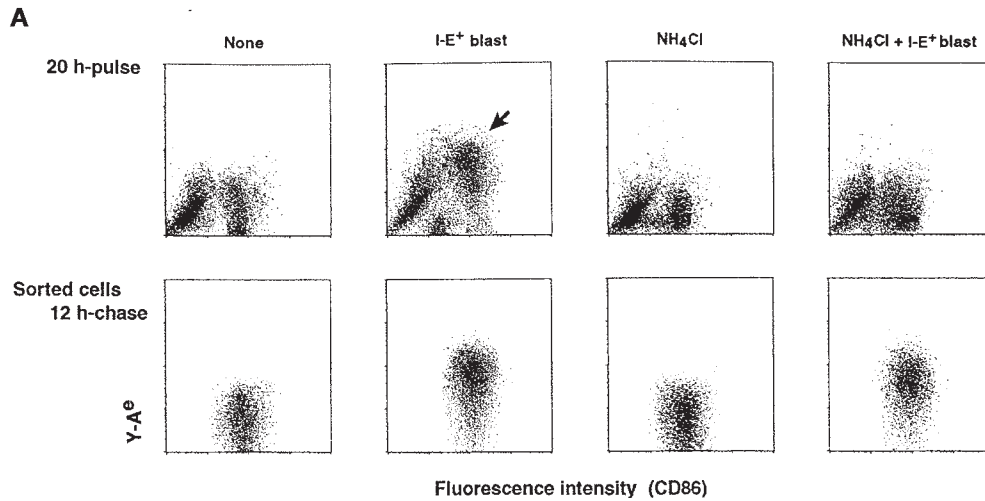 A
None
I-E+ blast
NH4Cl
NH4Cl + I-E+ blast
20 h-pulse
Sorted cells
12 h-chase
Y-Ae
Fluorescence intensity (CD86)